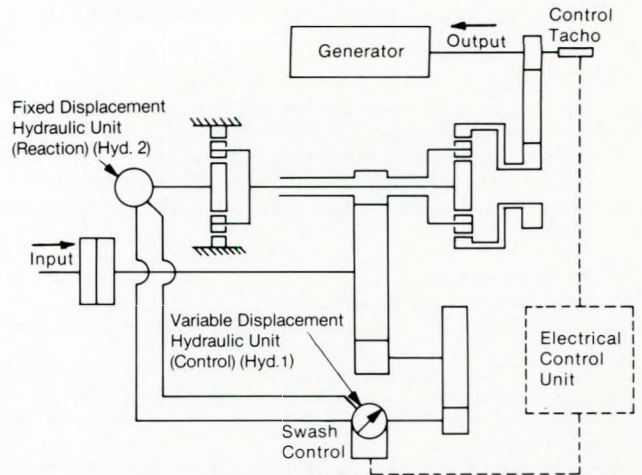 Control
Tacho
Output
Generator
Fixed Displacement
Hydraulic Unit
(Reaction) (Hyd. 2)
Input
Variable Displacement
Hydraulic Unit
(Control) (Hyd.1)
Electrical
Control
Unit
Swash
Control